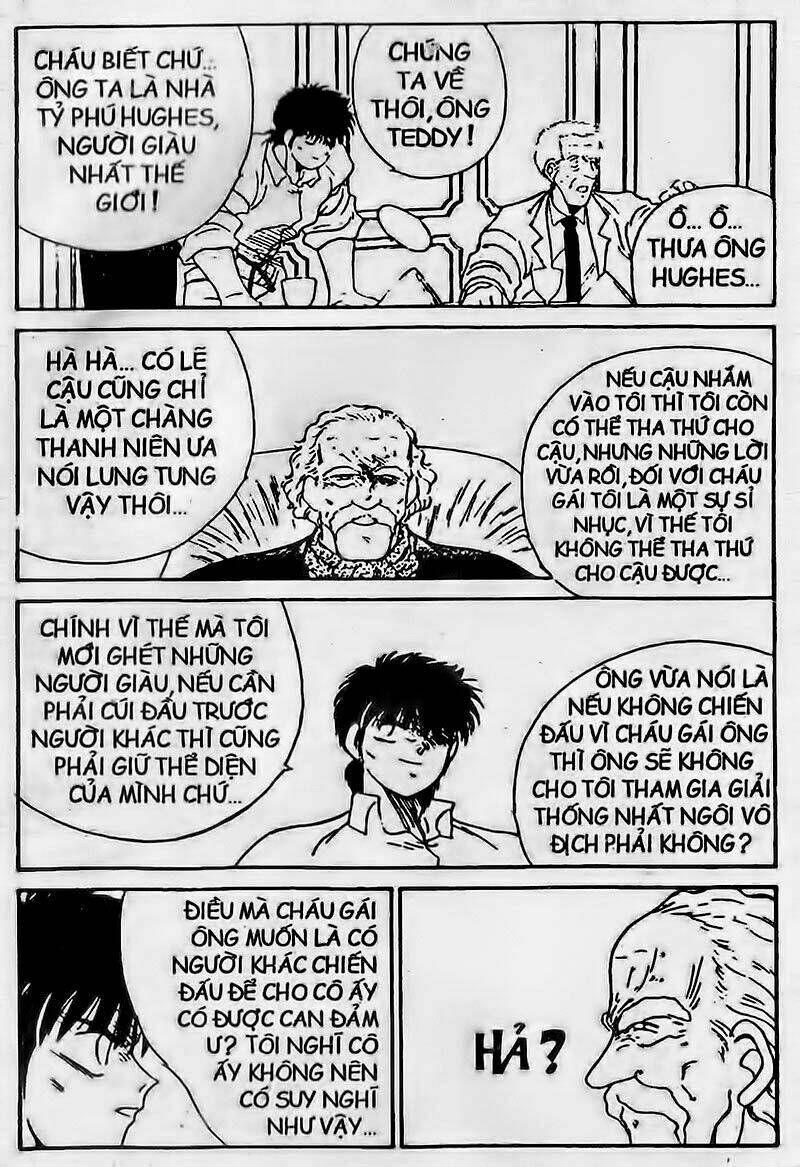 CHÁU BIẾT CHỨ...
ÔNG TA LÀ NHÀ
TỶ PHÚ HUGHES,
NGƯỜI GIÀU
NHẤT THẾ
GIỚI!
CHÚNG
TA VỀ
THÔI, ÔNG
TEDDY!
Ồ... Ồ...
THƯA ÔNG
HUGHES...
HÀ HÀ... CÓ LẼ
CẬU CŨNG CHỈ
LÀ MỘT CHÀNG
THANH NIÊN ƯA
NÓI LUNG TUNG
VẬY THÔI...
NẾU CẬU NHẮM
VÀO TÔI THÌ TÔI CÒN
CÓ THỂ THA THỨ CHO
CẬU, NHƯNG NHỮNG LỜI
VỪA RỒI, ĐỐI VỚI CHÁU
GÁI TÔI LÀ MỘT SỰ SỈ
NHỤC, VÌ THẾ TÔI
KHÔNG THỂ THA THỨ
CHO CẬU ĐƯỢC...
CHÍNH VÌ THẾ MÀ TÔI
MỚI GHÉT NHỮNG
NGƯỜI GIÀU, NẾU CẦN
PHẢI CÚI ĐẦU TRƯỚC
NGƯỜI KHÁC THÌ CŨNG
PHẢI GIỮ THỂ DIỆN
CỦA MÌNH CHỨ...
ÔNG VỪA NÓI LÀ
NẾU KHÔNG CHIẾN
ĐẤU VÌ CHÁU GÁI ÔNG
THÌ ÔNG SẼ KHÔNG
CHO TÔI THAM GIA GIẢI
THỐNG NHẤT NGÔI VÔ
ĐỊCH PHẢI KHÔNG?
ĐIỀU MÀ CHÁU GÁI
ÔNG MUỐN LÀ CÓ
NGƯỜI KHÁC CHIẾN
ĐẤU ĐỂ CHO CÔ ẤY
CÓ ĐƯỢC CAN ĐẢM
Ư? TÔI NGHĨ CÔ
ẤY KHÔNG NÊN
CÓ SUY NGHĨ
NHƯ VẬY...
HẢ?